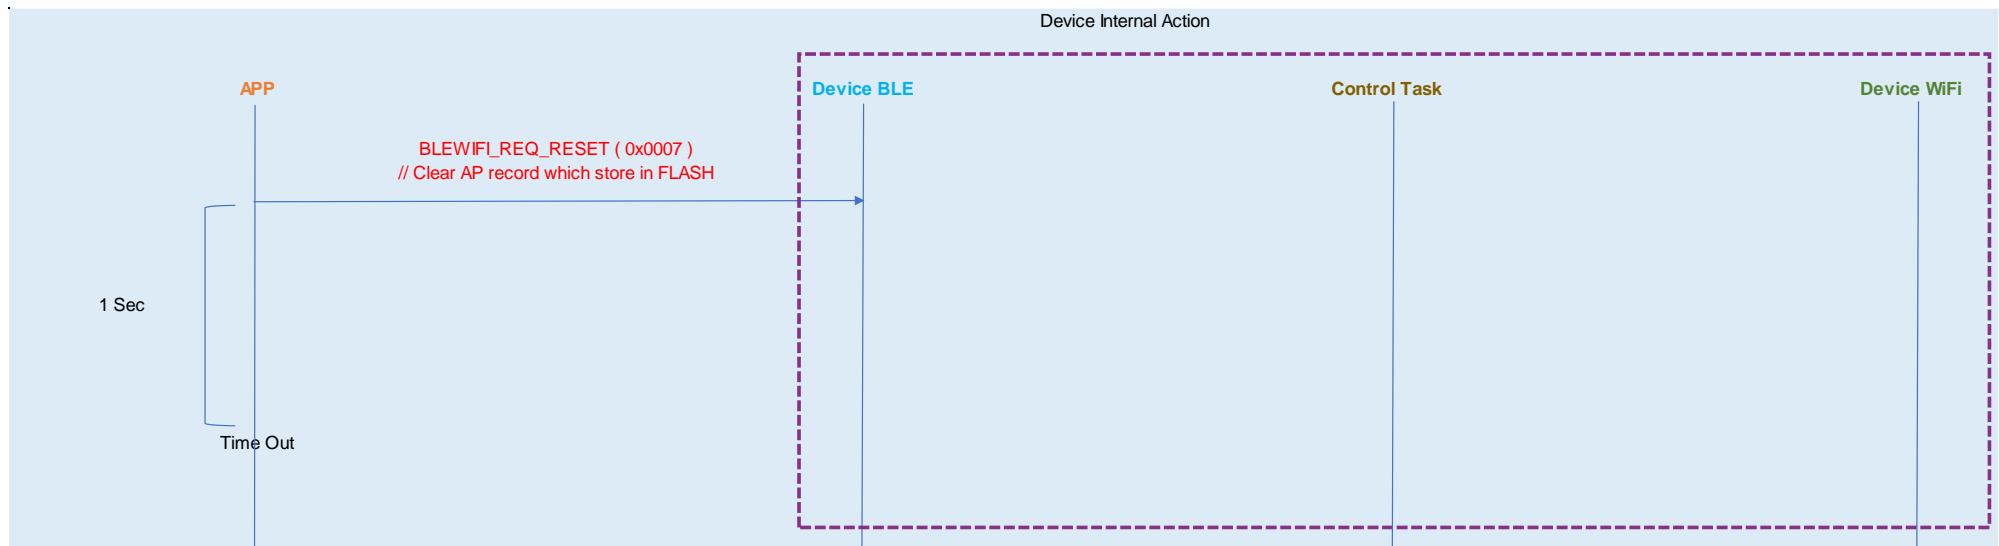 Device Internal Action
APP
Device BLE
Control Task
Device WiFi
BLEWIFI_REQ_RESET ( 0x0007 )
// Clear AP record which store in FLASH
1 Sec
Time Out